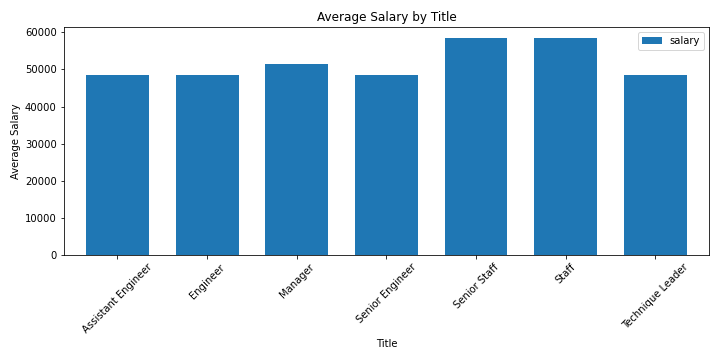 Average Salary by Title
salary
60000
50000
40000
30000
20000
10000
0
Average Salary
Assistant Engineer
Engineer
Manager
Senior Engineer
Senior Staff
Staff
Technique Leader
Title